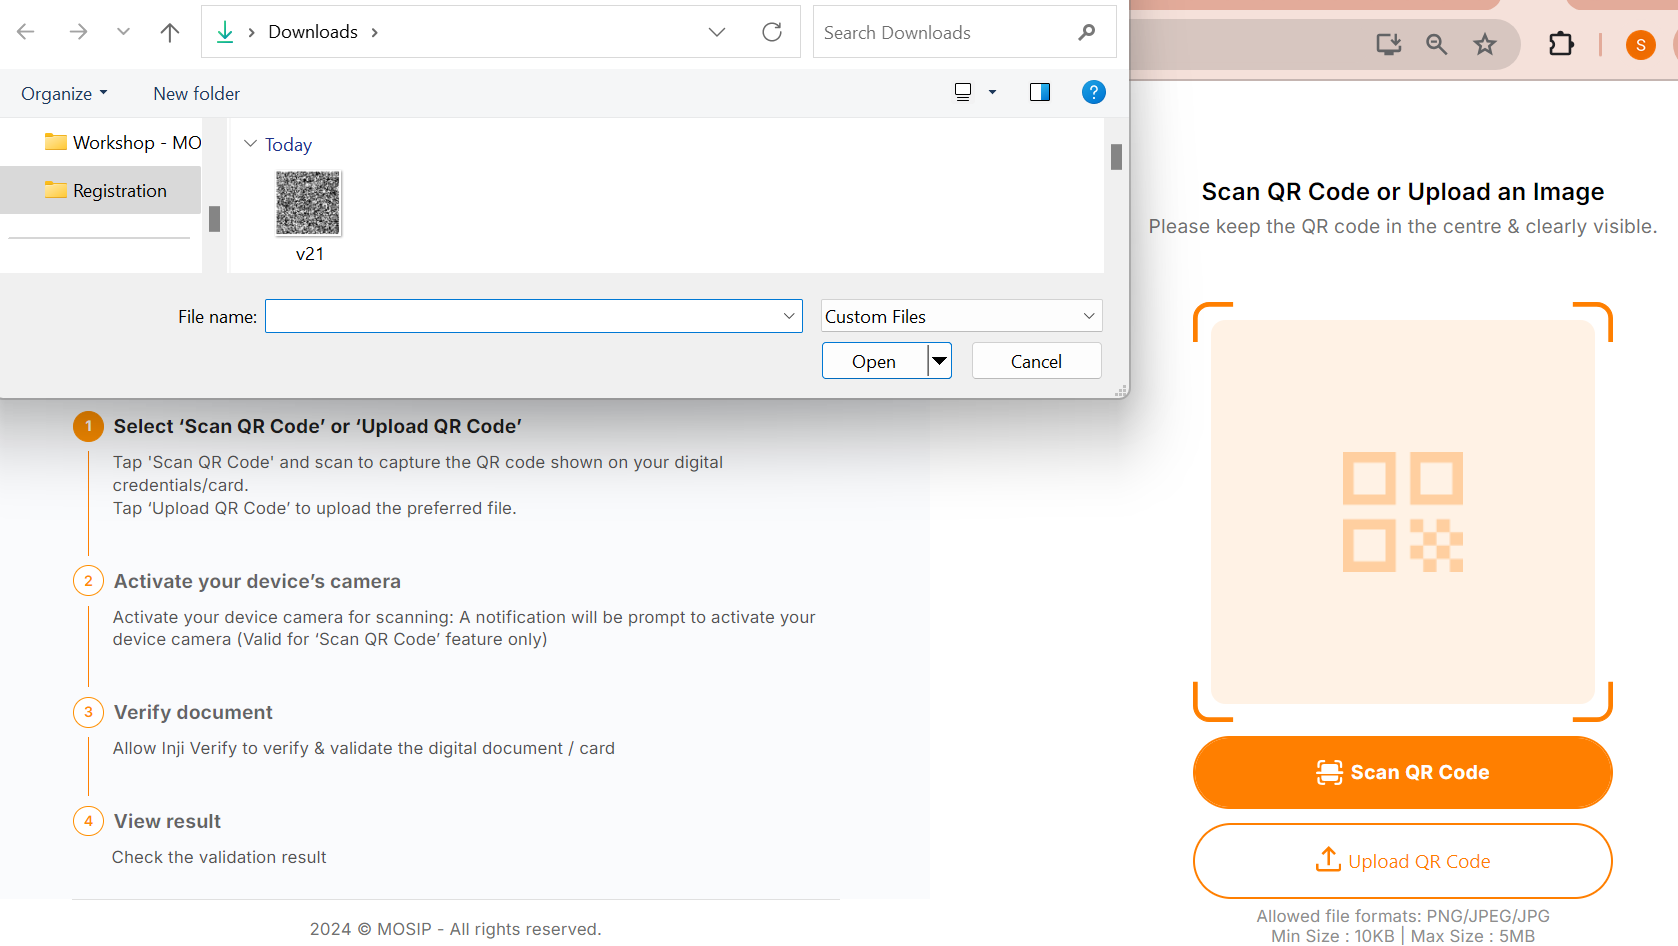 Downloads
Search Downloads
S
Organize
New folder
?
Workshop - MO
Registration
Today
v21
File name:
Custom Files
Open
Cancel
1 Select ‘Scan QR Code’ or ‘Upload QR Code’
Tap 'Scan QR Code' and scan to capture the QR code shown on your digital
credentials/card.
Tap ‘Upload QR Code’ to upload the preferred file.
2 Activate your device’s camera
Activate your device camera for scanning: A notification will be prompt to activate your
device camera (Valid for ‘Scan QR Code’ feature only)
3 Verify document
Allow Inji Verify to verify & validate the digital document / card
4 View result
Check the validation result
2024 © MOSIP - All rights reserved.
Scan QR Code or Upload an Image
Please keep the QR code in the centre & clearly visible.
Scan QR Code
Upload QR Code
Allowed file formats: PNG/JPEG/JPG
Min Size : 10KB | Max Size : 5MB